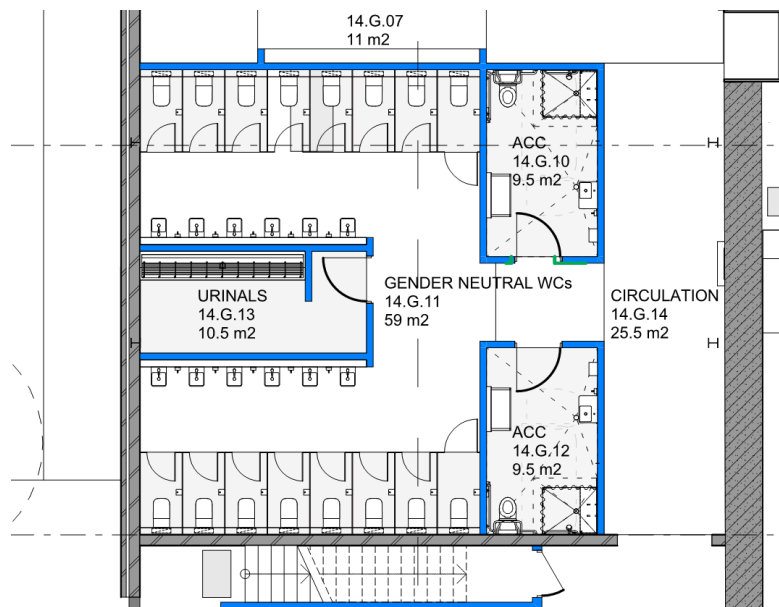 14.G.07
11 m2
ACC
14.G.10
9.5 m2
GENDER NEUTRAL WCs
14.G.11
59 m2
URINALS
14.G.13
10.5 m2
CIRCULATION
14.G.14
25.5 m2
ACC
14.G.12
9.5 m2